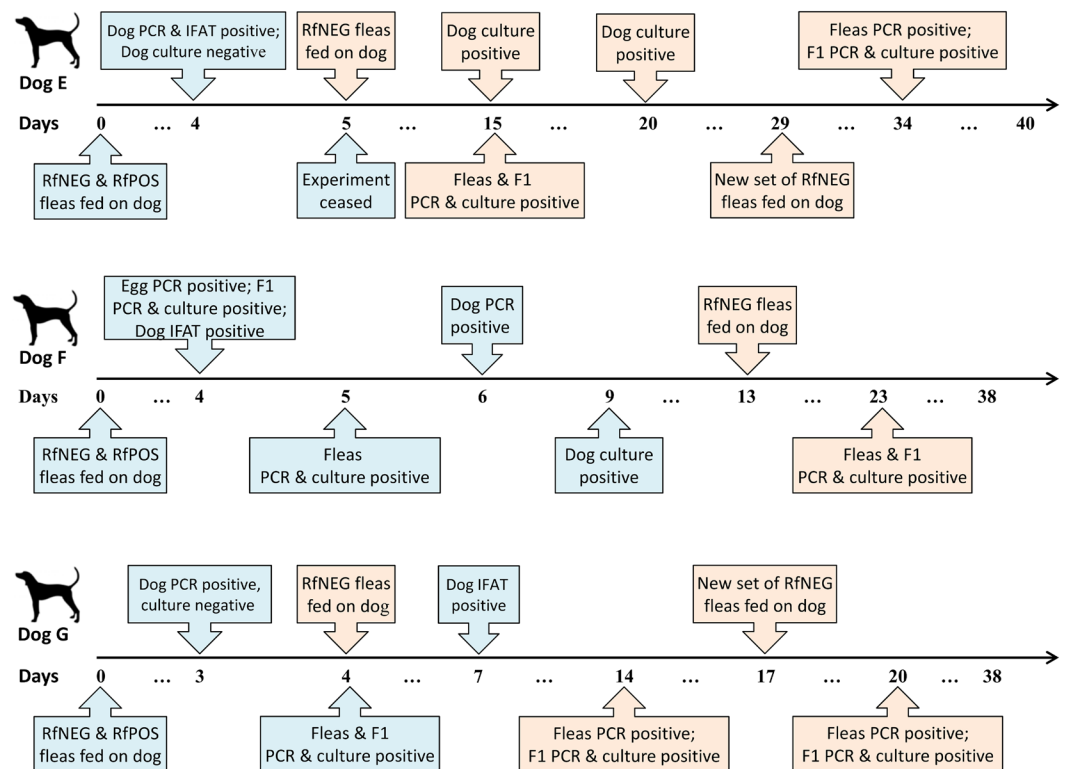 Dog PCR & IFAT positive;
Dog culture negative
RfNEG fleas
fed on dog
Dog culture
positive
Dog culture
positive
Fleas PCR positive;
F1 PCR & culture positive
Dog E
Days 0 ... 4 5 ... 15 ... 20 ... 29 ... 34 ... 40
RfNEG & RfPOS
fleas fed on dog
Experiment
ceased
Fleas & F1
PCR & culture positive
New set of RfNEG
fleas fed on dog
Egg PCR positive; F1
PCR & culture positive;
Dog IFAT positive
Dog PCR
positive
RfNEG fleas
fed on dog
Dog F
Days 0 ... 4 5 6 9 ... 13 ... 23 ... 38
RfNEG & RfPOS
fleas fed on dog
Fleas
PCR & culture positive
Dog culture
positive
Fleas & F1
PCR & culture positive
Dog PCR positive,
culture negative
RfNEG fleas
fed on dog
Dog IFAT
positive
New set of RfNEG
fleas fed on dog
Dog G
Days 0 ... 3 4 ... 7 ... 14 ... 17 ... 20 ... 38
RfNEG & RfPOS
fleas fed on dog
Fleas & F1
PCR & culture positive
Fleas PCR positive;
F1 PCR & culture positive
Fleas PCR positive;
F1 PCR & culture positive